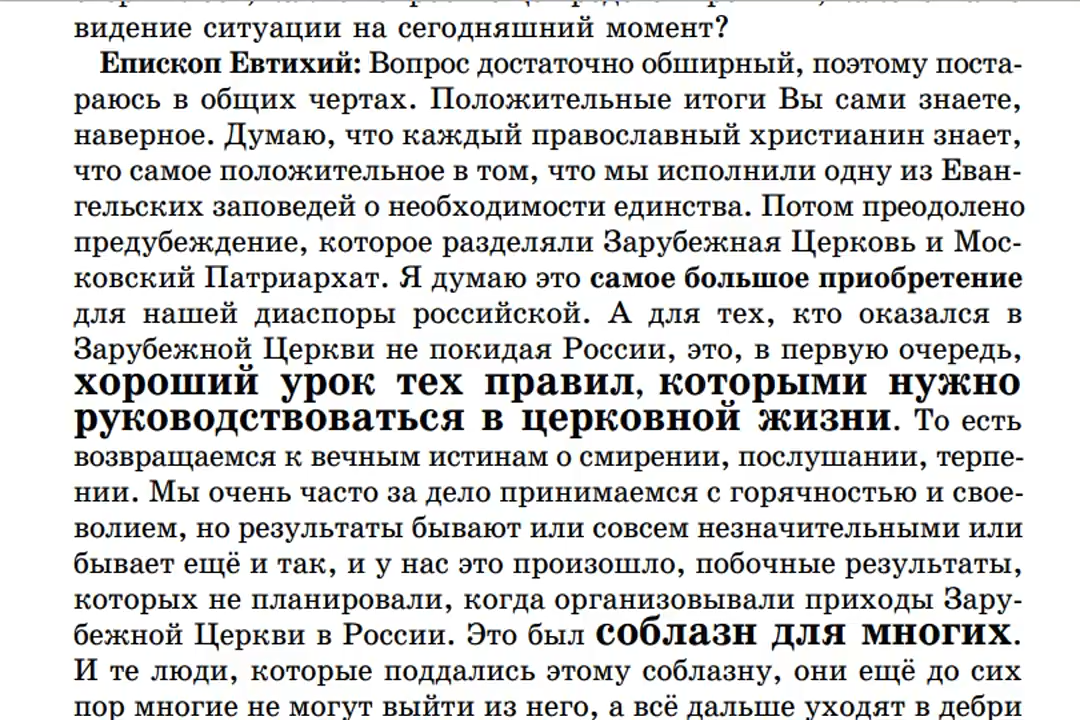 видение ситуации на сегодняшний момент?
Епископ Евтихий: Вопрос достаточно обширный, поэтому поста-
раюсь в общих чертах. Положительные итоги Вы сами знаете,
наверное. Думаю, что каждый православный христианин знает,
что самое положительное в том, что мы исполнили одну из Еван-
гельских заповедей о необходимости единства. Потом преодолено
предубеждение, которое разделяли Зарубежная Церковь и Мос-
ковский Патриархат. Я думаю это самое большое приобретение
для нашей диаспоры российской. А для тех, кто оказался в
Зарубежной Церкви не покидая России, это, в первую очередь,
хороший урок тех правил, которыми нужно
руководствоваться в церковной жизни. То есть
возвращаемся к вечным истинам о смирении, послушании, терпе-
нии. Мы очень часто за дело принимаемся с горячностью и свое-
волием, но результаты бывают или совсем незначительными или
бывает ещё и так, и у нас это произошло, побочные результаты,
которых не планировали, когда организовывали приходы Зару-
бежной Церкви в России. Это был соблазн для многих.
И те люди, которые поддались этому соблазну, они ещё до сих
пор многие не могут выйти из него, а всё дальше уходят в дебри